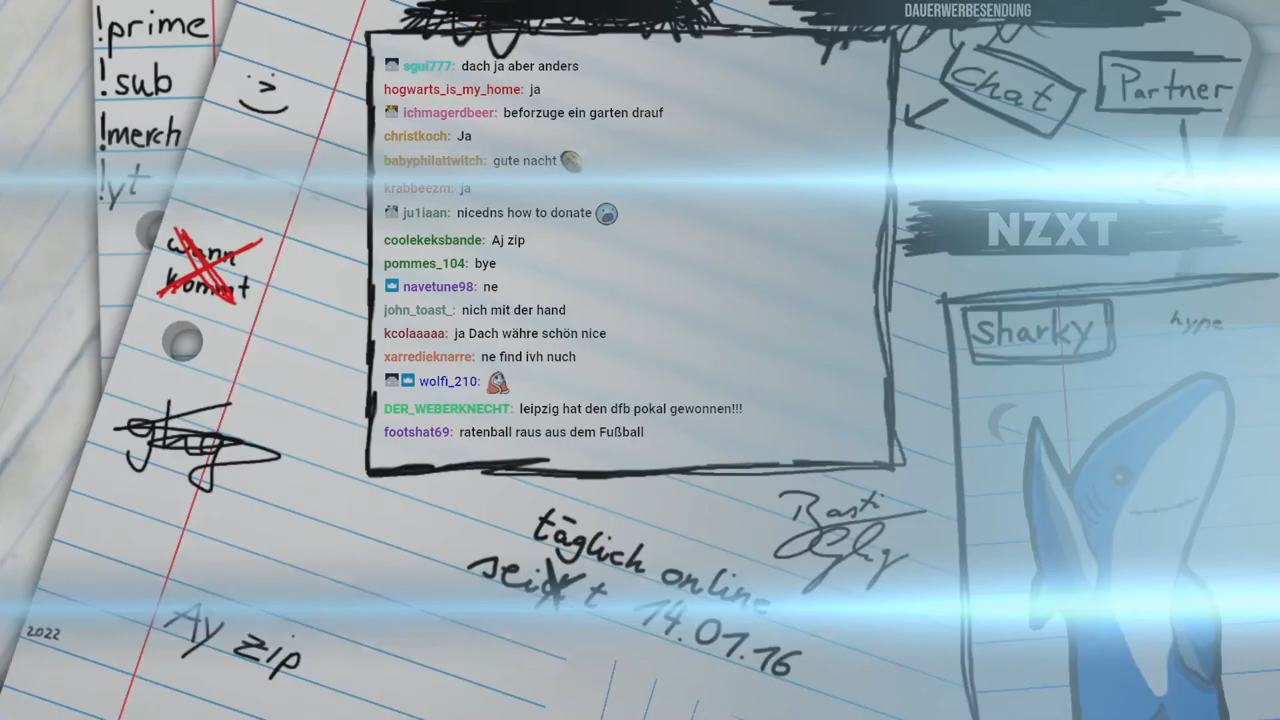 DAUERWERBESENDUNG
!prime
!sub
!merch
!yt
sgui777: dach ja aber anders
hogwarts_is_my_home: ja
ichmagerdbeer: beforzuge ein garten drauf
christkoch: Ja
babyphilattwitch: gute nacht
krabbeezm: ja
ju1iaan: nicedns how to donate
coolekeksbande: Aj zip
pommes_104: bye
navetune98: ne
john_toast_: nich mit der hand
kcolaaaa: ja Dach währe schön nice
xarredieknarre: ne find ivh nuch
wolfi_210:
DER_WEBERKNECHT: leipzig hat den dfb pokal gewonnen!!!
footshat69: ratenball raus aus dem Fußball
Chat
Partner
NZXT
wann
kommt
sharky
hype
täglich online
seit
14.01.16
Basti
Ay zip
2022